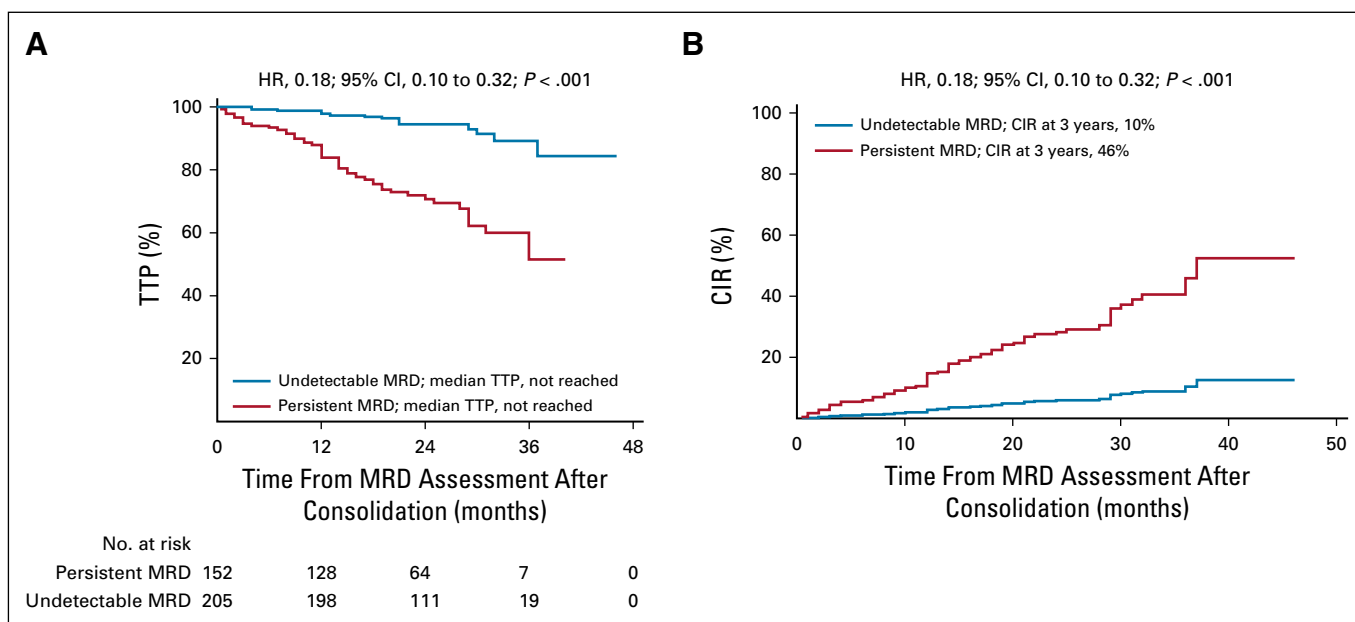 A
HR, 0.18; 95% CI, 0.10 to 0.32; P < .001
100
80
60
40
20
TTP (%)
Undetectable MRD; median TTP, not reached
Persistent MRD; median TTP, not reached
0 12 24 36 48
Time From MRD Assessment After
Consolidation (months)
No. at risk
Persistent MRD 152 128 64 7 0
Undetectable MRD 205 198 111 19 0
B
HR, 0.18; 95% CI, 0.10 to 0.32; P < .001
100
80
60
40
20
CIR (%)
Undetectable MRD; CIR at 3 years, 10%
Persistent MRD; CIR at 3 years, 46%
0 10 20 30 40 50
Time From MRD Assessment After
Consolidation (months)